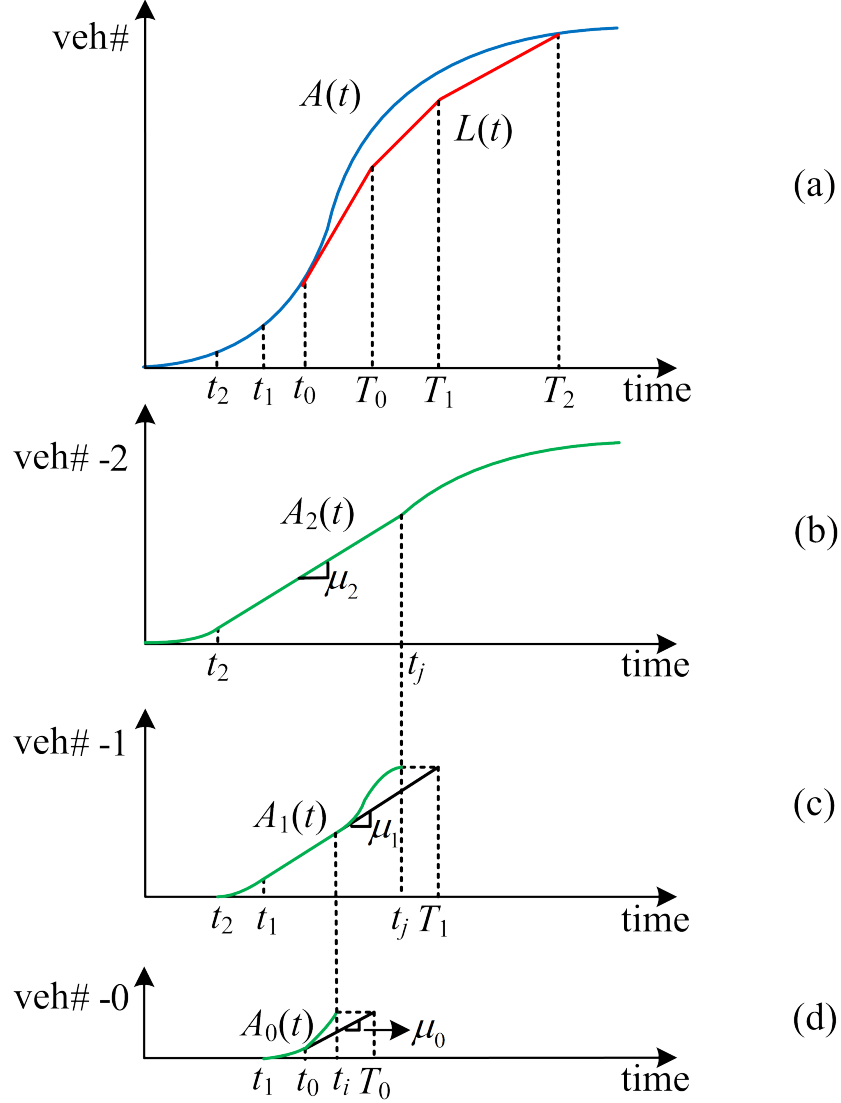 veh#
A(t)
L(t)
(a)
t₂ t₁ t₀ T₀ T₁ T₂ time
veh# -2
A₂(t)
μ₂
(b)
t₂ tⱼ time
veh# -1
A₁(t)
μ₁
(c)
t₂ t₁ tⱼ T₁ time
veh# -0
A₀(t)
μ₀
(d)
t₁ t₀ tᵢ T₀ time